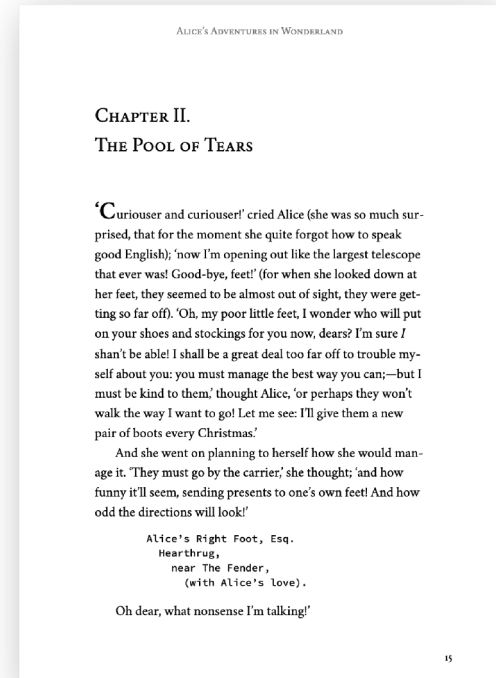 Alice's Adventures in Wonderland
Chapter II.
The Pool of Tears
‘Curiouser and curiouser!’ cried Alice (she was so much sur-
prised, that for the moment she quite forgot how to speak
good English); ‘now I’m opening out like the largest telescope
that ever was! Good-bye, feet!’ (for when she looked down at
her feet, they seemed to be almost out of sight, they were get-
ting so far off). ‘Oh, my poor little feet, I wonder who will put
on your shoes and stockings for you now, dears? I’m sure I
shan’t be able! I shall be a great deal too far off to trouble my-
self about you: you must manage the best way you can;—but I
must be kind to them,’ thought Alice, ‘or perhaps they won’t
walk the way I want to go! Let me see: I’ll give them a new
pair of boots every Christmas.’
And she went on planning to herself how she would man-
age it. ‘They must go by the carrier,’ she thought; ‘and how
funny it’ll seem, sending presents to one’s own feet! And how
odd the directions will look!’
Alice’s Right Foot, Esq.
Hearthrug,
near The Fender,
(with Alice’s love).
Oh dear, what nonsense I’m talking!’
15